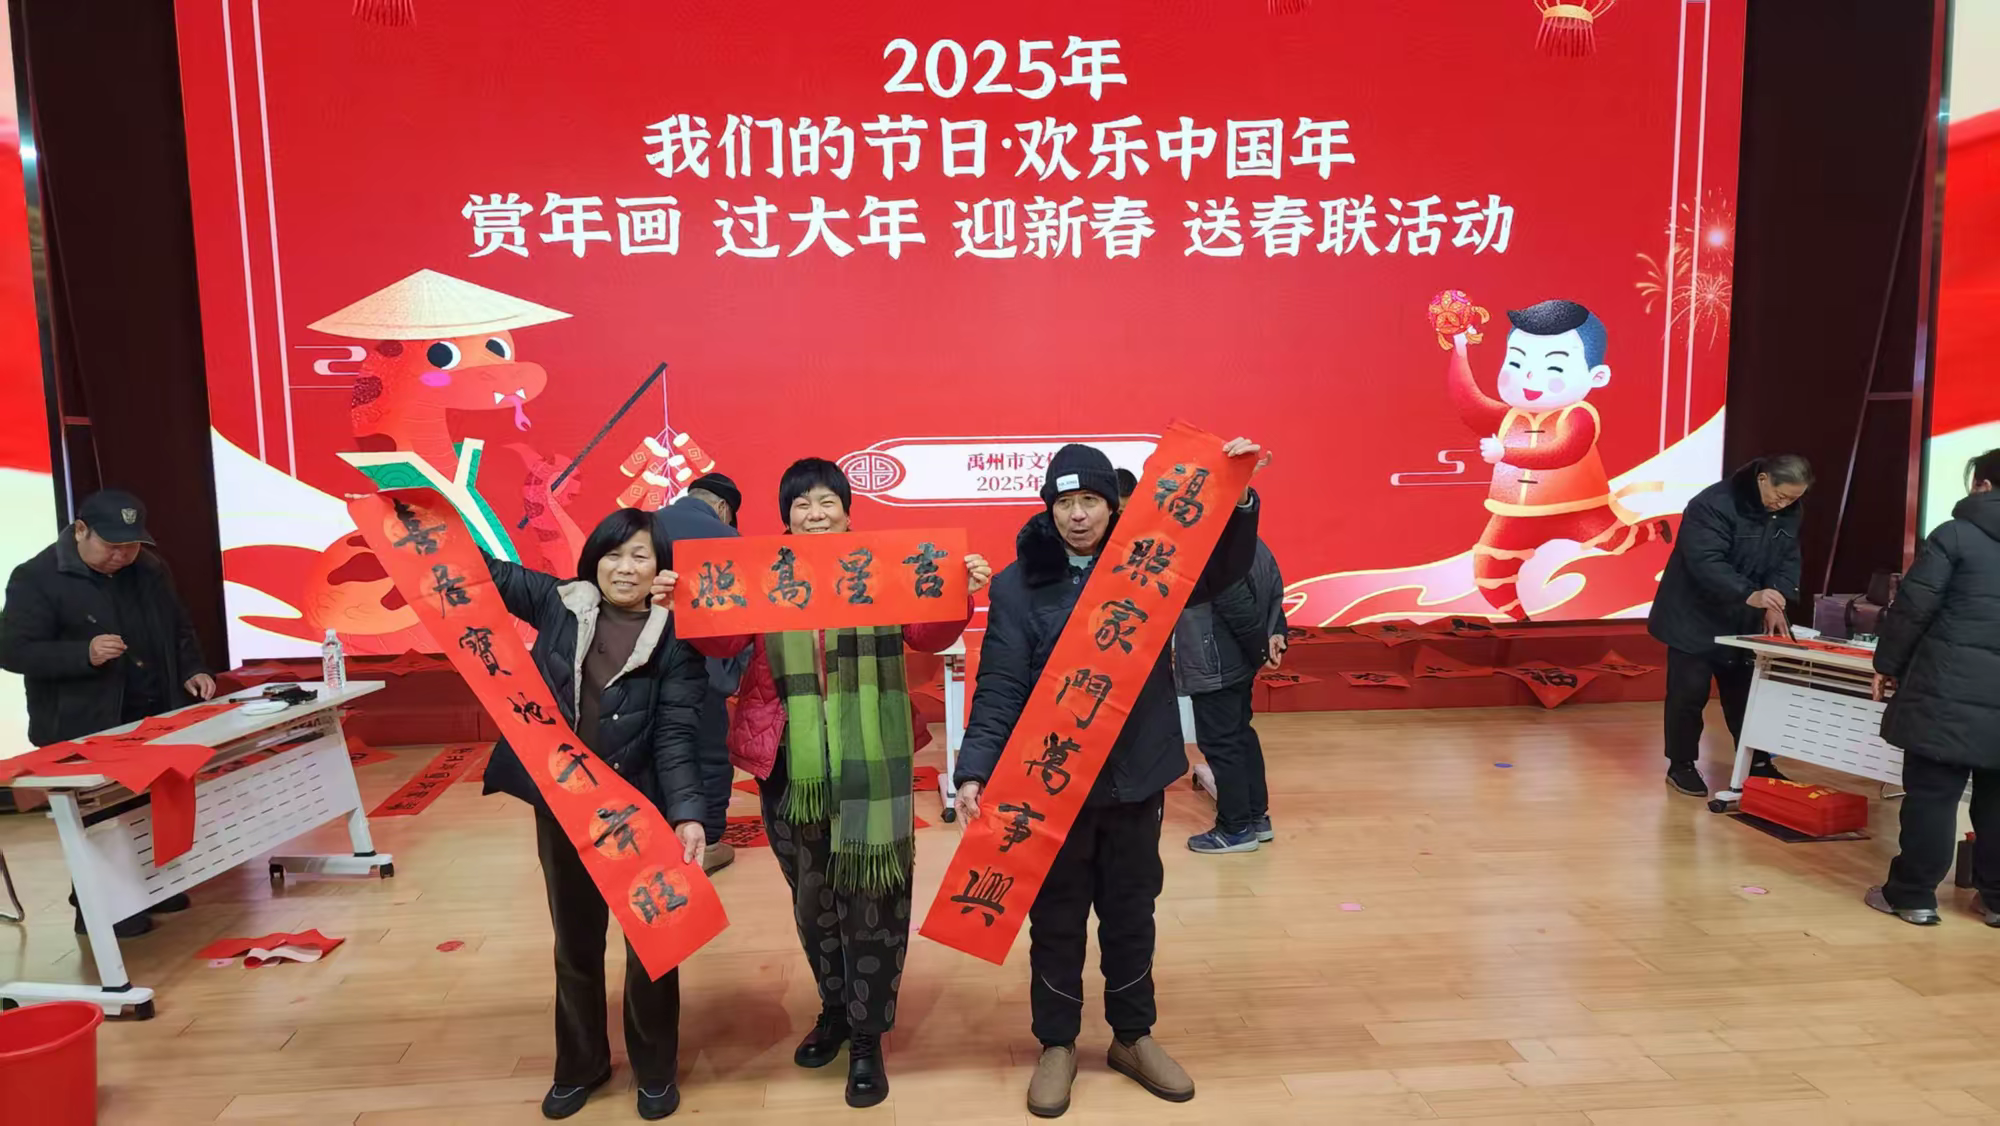 2025年
我们的节日·欢乐中国年
赏年画 过大年 迎新春 送春联活动
禹州市文化
2025年
喜居寶地千年旺
照高星吉
福照家門萬事興